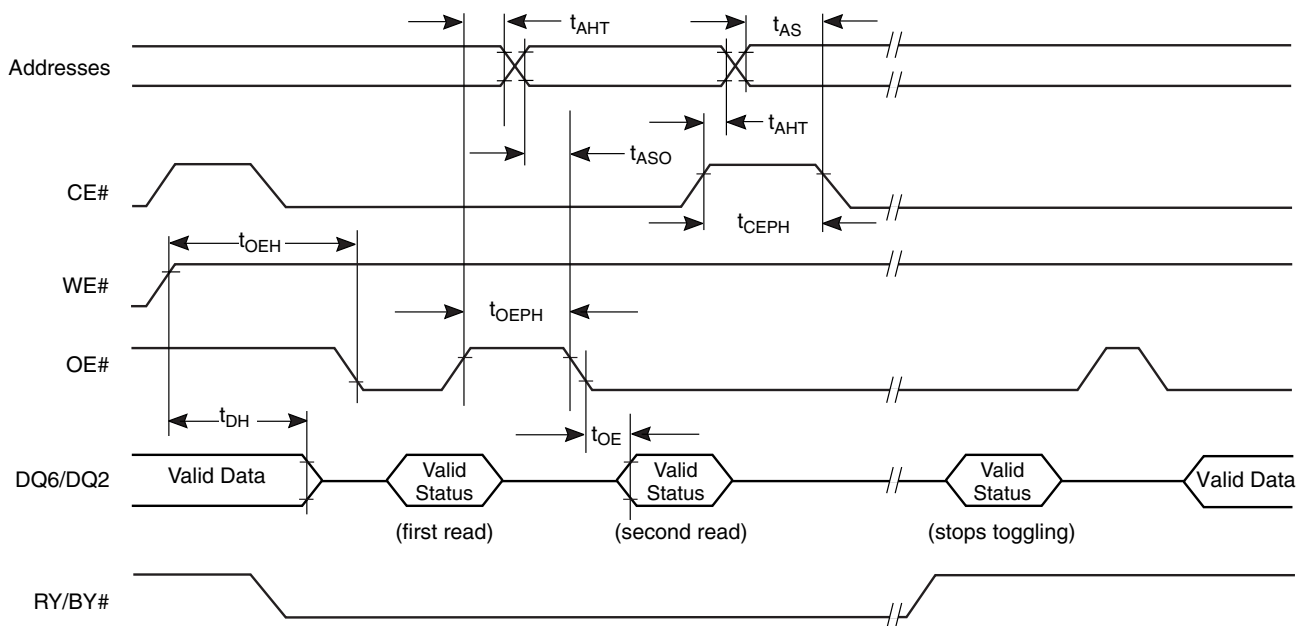 tAHT
tAS
Addresses
tAHT
tASO
CE#
tCEPH
tOEH
WE#
tOEPH
OE#
tDH
tOE
DQ6/DQ2
Valid Data
Valid
Status
Valid
Status
Valid
Status
Valid Data
(first read)
(second read)
(stops toggling)
RY/BY#